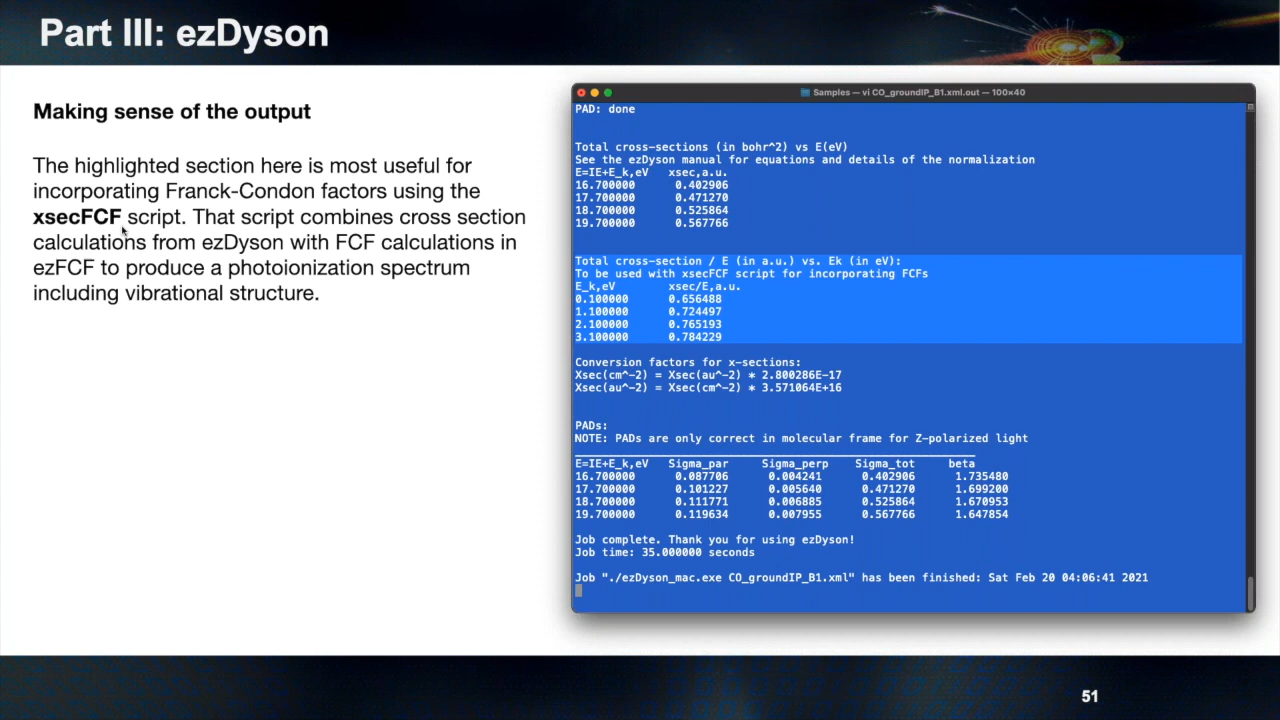 Part III: ezDyson
Making sense of the output
The highlighted section here is most useful for
incorporating Franck-Condon factors using the
xsecFCF script. That script combines cross section
calculations from ezDyson with FCF calculations in
ezFCF to produce a photoionization spectrum
including vibrational structure.
Samples — vi CO_groundIP_B1.xml.out — 100×40
PAD: done
Total cross-sections (in bohr^2) vs E(eV)
See the ezDyson manual for equations and details of the normalization
E=IE+E_k,eV xsec,a.u.
16.700000 0.402906
17.700000 0.471270
18.700000 0.525864
19.700000 0.567766
Total cross-section / E (in a.u.) vs. Ek (in eV):
To be used with xsecFCF script for incorporating FCFs
E_k,eV xsec/E,a.u.
0.100000 0.656488
1.100000 0.724497
2.100000 0.765193
3.100000 0.784229
Conversion factors for x-sections:
Xsec(cm^-2) = Xsec(au^-2) * 2.800286E-17
Xsec(au^-2) = Xsec(cm^-2) * 3.571064E+16
PADs:
NOTE: PADs are only correct in molecular frame for Z-polarized light
E=IE+E_k,eV Sigma_par Sigma_perp Sigma_tot beta
16.700000 0.087706 0.004241 0.402906 1.735480
17.700000 0.101227 0.005640 0.471270 1.699200
18.700000 0.111771 0.006885 0.525864 1.670953
19.700000 0.119634 0.007955 0.567766 1.647854
Job complete. Thank you for using ezDyson!
Job time: 35.000000 seconds
Job "./ezDyson_mac.exe CO_groundIP_B1.xml" has been finished: Sat Feb 20 04:06:41 2021
51